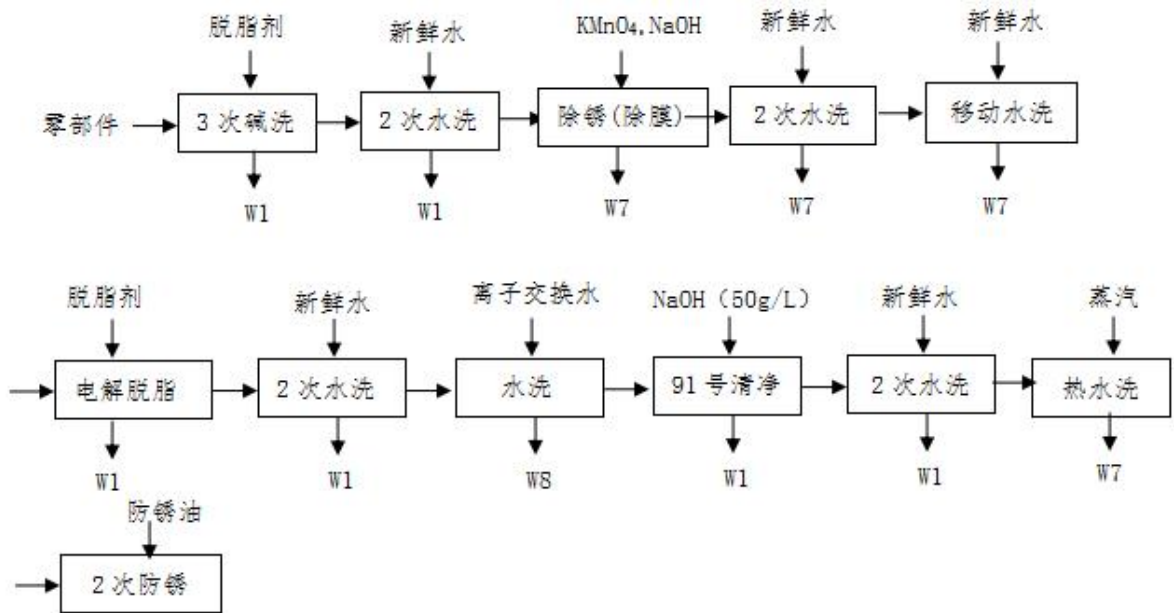 脱脂剂 新鲜水 KMnO₄,NaOH 新鲜水 新鲜水
零部件 3次碱洗 2次水洗 除锈(除膜) 2次水洗 移动水洗
W1 W1 W7 W7 W7
脱脂剂 新鲜水 离子交换水 NaOH（50g/L） 新鲜水 蒸汽
电解脱脂 2次水洗 水洗 91号清净 2次水洗 热水洗
W1 W1 W8 W1 W1 W7
防锈油
2次防锈